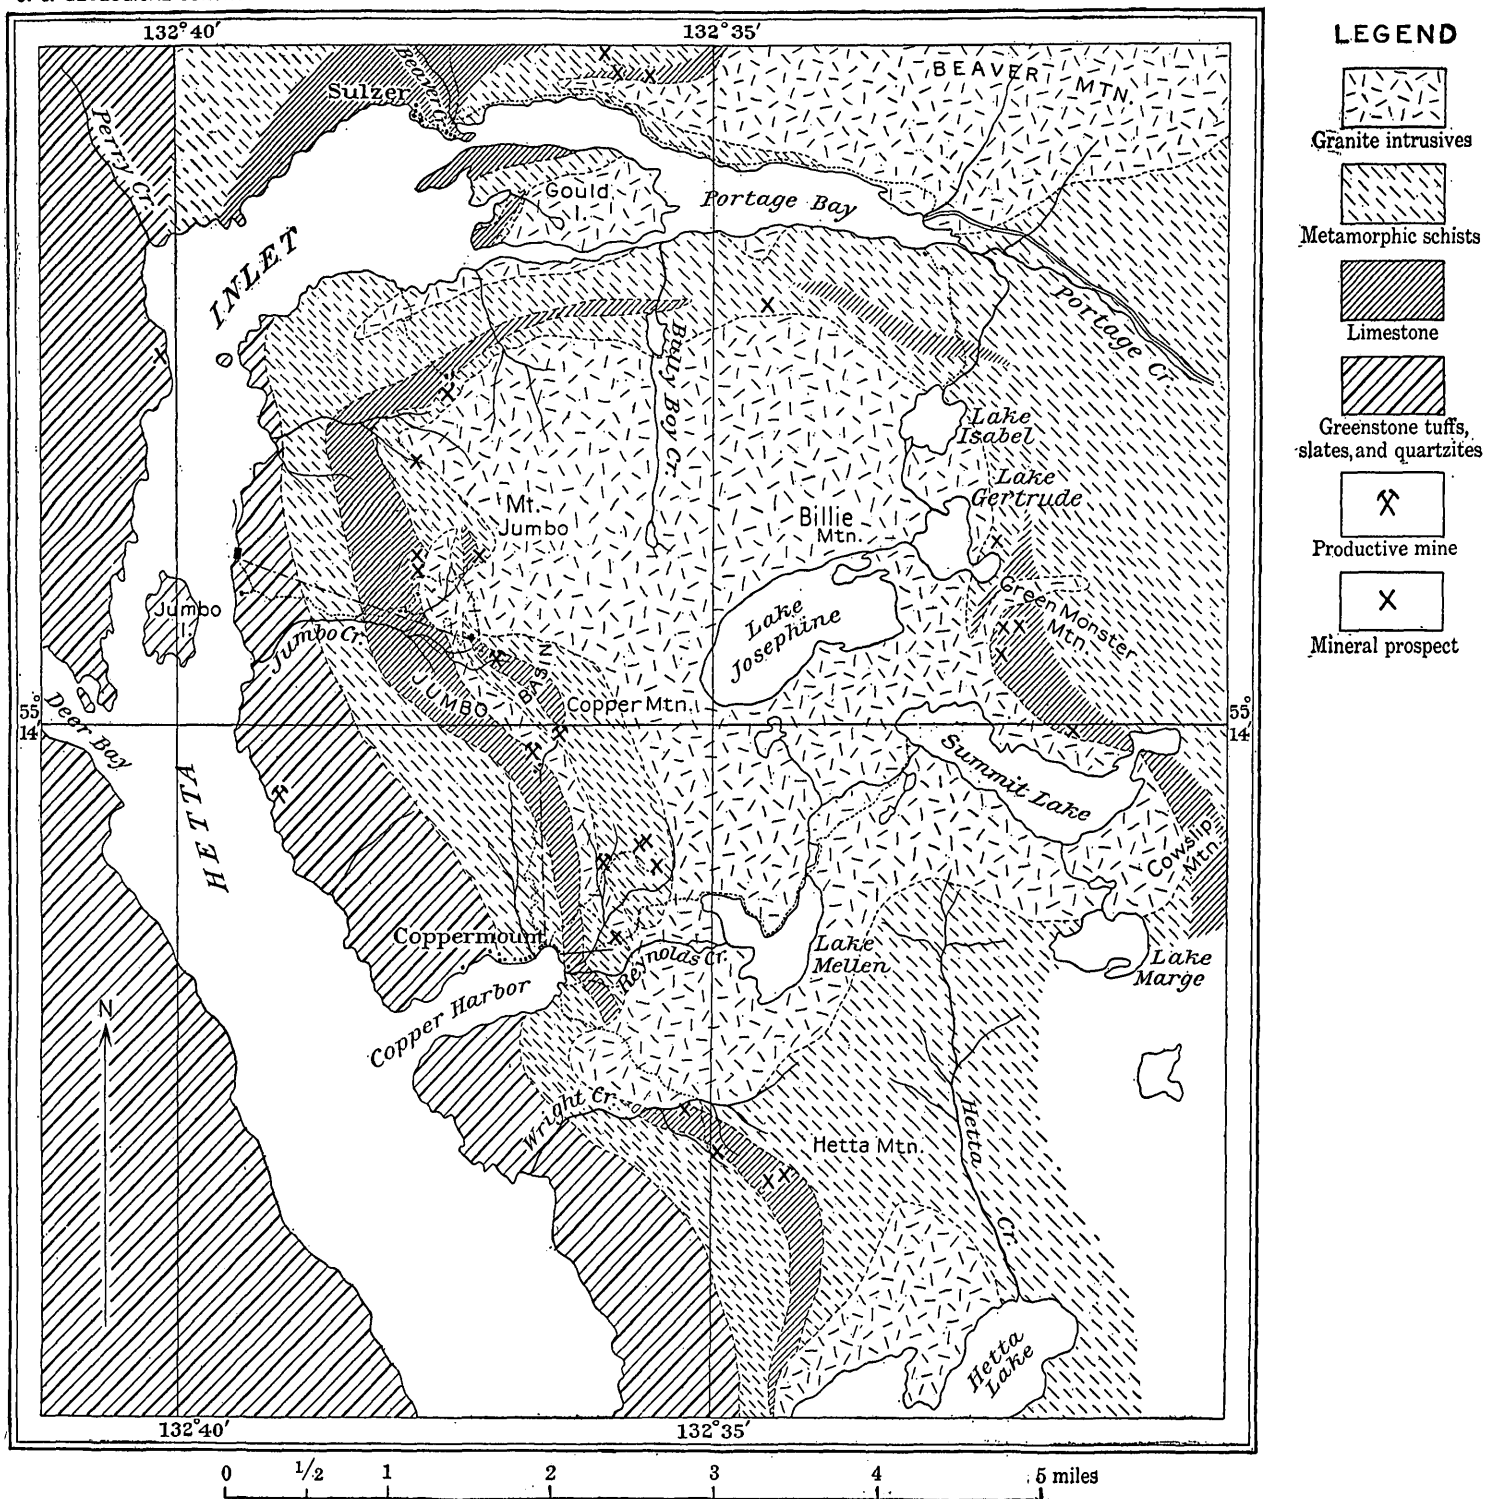 132°40′
132°35′
LEGEND
BEAVER MTN.
Beaver Cr.
Sulzer
Granite intrusives
Perry Cr.
Gould
I.
Portage Bay
Metamorphic schists
INLET
Portage Cr.
Limestone
Bully Boy Cr.
Lake
Isabel
Greenstone tuffs,
slates, and quartzites
Lake
Gertrude
Mt.
Jumbo
Billie
Mtn.
Productive mine
Jumbo
I.
Lake
Josephine
Green Monster
Mtn.
Jumbo Cr.
Mineral prospect
JUMBO BASIN
Copper Mtn.
55°
14′
55°
14′
Deer Bay
Summit Lake
HETTA
Cowslip
Mtn.
Coppermount
Reynolds Cr.
Lake
Mellen
Lake
Marge
N
Copper Harbor
Wright Cr.
Hetta Mtn.
Hetta Cr.
Hetta
Lake
132°40′
132°35′
0 1/2 1 2 3 4 5 miles